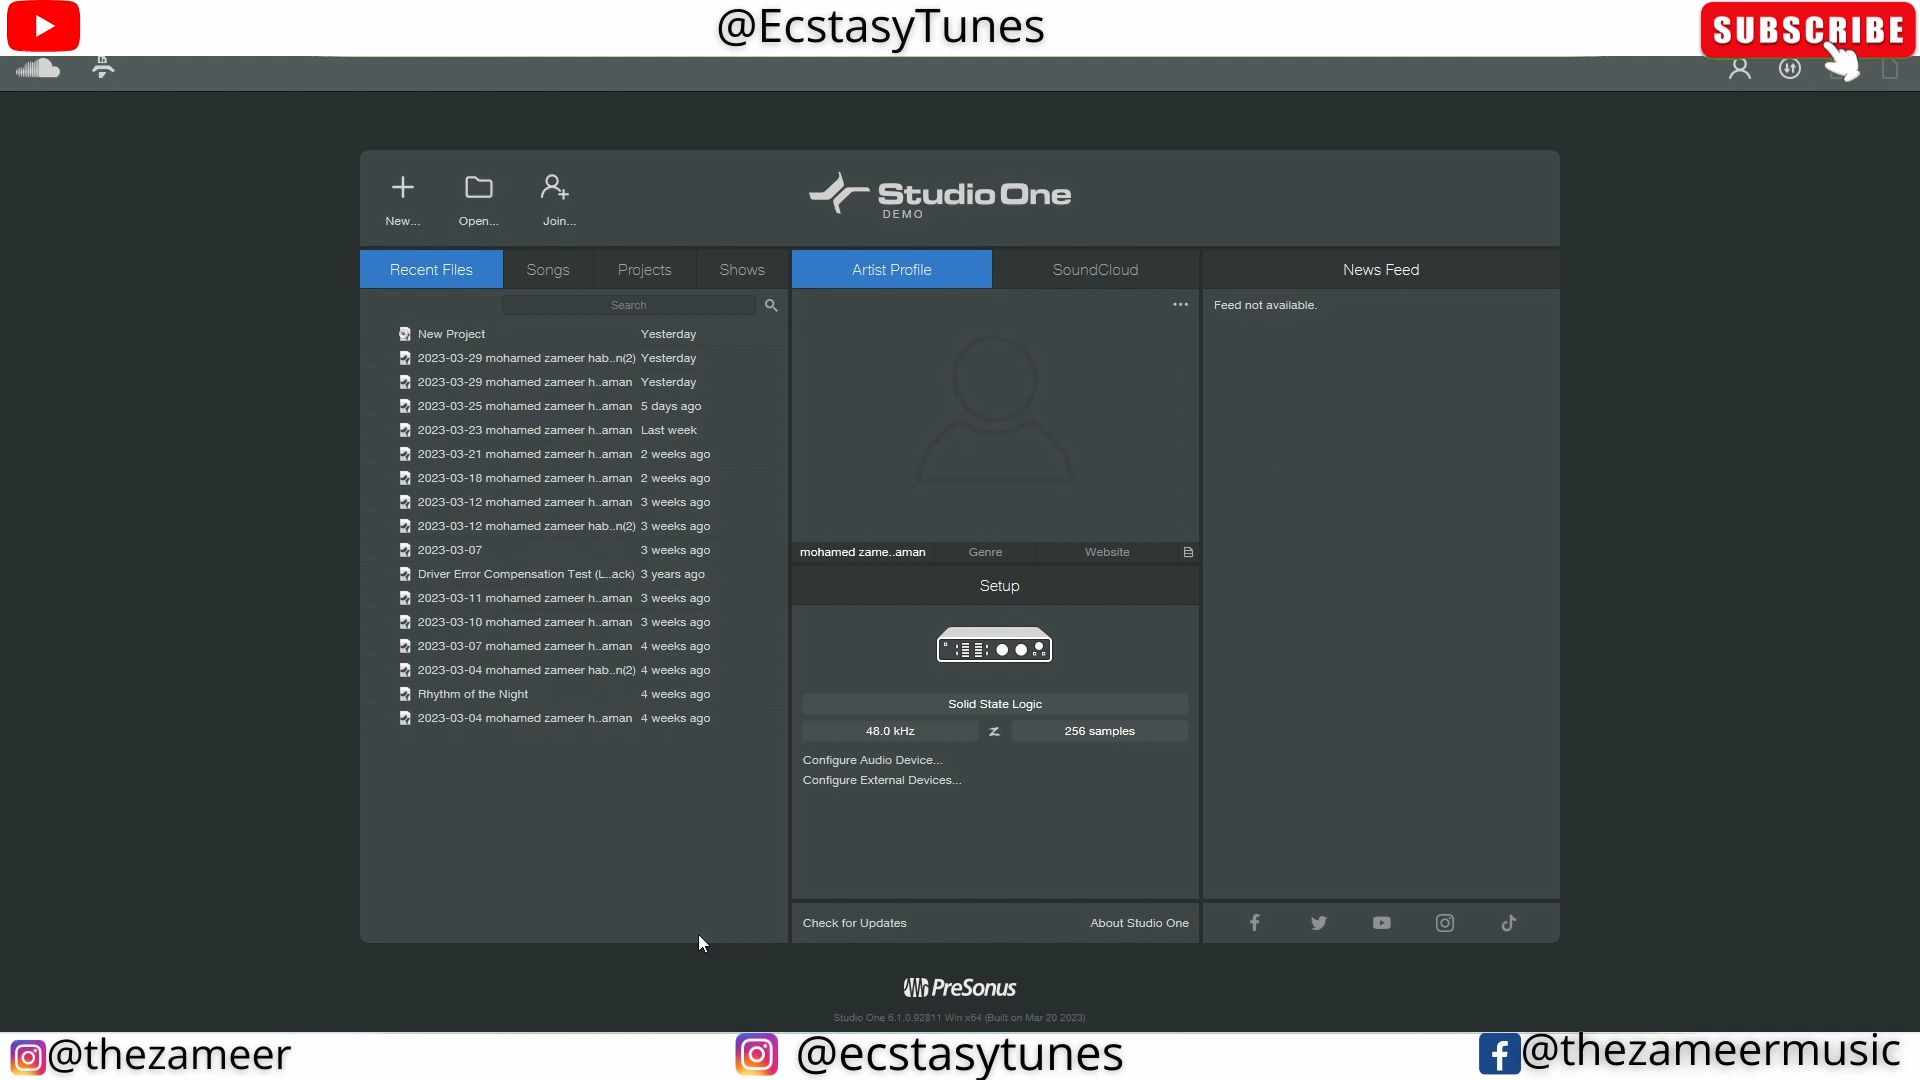 @EcstasyTunes
SUBSCRIBE
New...
Open...
Join...
Studio One
DEMO
Recent Files
Songs
Projects
Shows
Search
New Project Yesterday
2023-03-29 mohamed zameer hab..n(2) Yesterday
2023-03-29 mohamed zameer h..aman Yesterday
2023-03-25 mohamed zameer h..aman 5 days ago
2023-03-23 mohamed zameer h..aman Last week
2023-03-21 mohamed zameer h..aman 2 weeks ago
2023-03-18 mohamed zameer h..aman 2 weeks ago
2023-03-12 mohamed zameer h..aman 3 weeks ago
2023-03-12 mohamed zameer hab..n(2) 3 weeks ago
2023-03-07 3 weeks ago
Driver Error Compensation Test (L..ack) 3 years ago
2023-03-11 mohamed zameer h..aman 3 weeks ago
2023-03-10 mohamed zameer h..aman 3 weeks ago
2023-03-07 mohamed zameer h..aman 4 weeks ago
2023-03-04 mohamed zameer hab..n(2) 4 weeks ago
Rhythm of the Night 4 weeks ago
2023-03-04 mohamed zameer h..aman 4 weeks ago
Artist Profile
SoundCloud
mohamed zame..aman
Genre
Website
Setup
Solid State Logic
48.0 kHz
256 samples
Configure Audio Device...
Configure External Devices...
Check for Updates
About Studio One
News Feed
Feed not available.
PreSonus
Studio One 6.1.0.92811 Win x64 (Built on Mar 20 2023)
@thezameer
@ecstasytunes
@thezameermusic